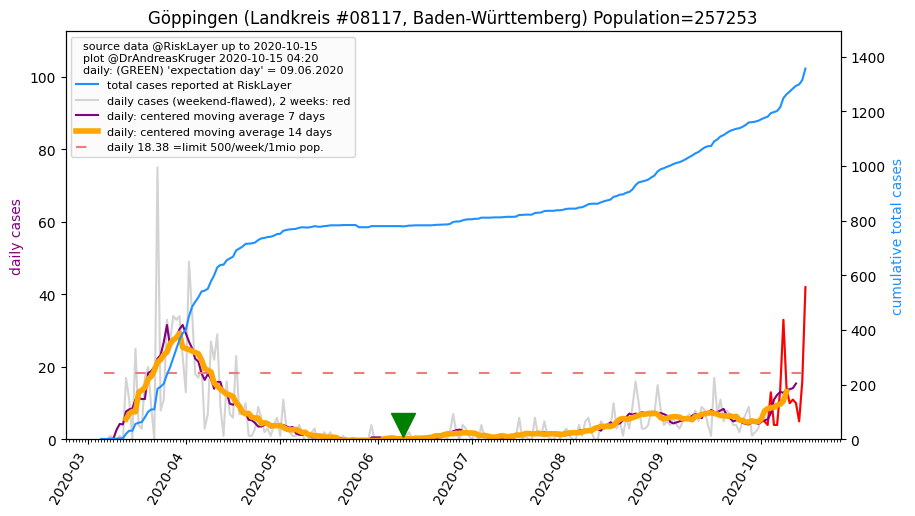 Göppingen (Landkreis #08117, Baden-Württemberg) Population=257253
source data @RiskLayer up to 2020-10-15
plot @DrAndreasKruger 2020-10-15 04:20
daily: (GREEN) 'expectation day' = 09.06.2020
total cases reported at RiskLayer
daily cases (weekend-flawed), 2 weeks: red
daily: centered moving average 7 days
daily: centered moving average 14 days
daily 18.38 =limit 500/week/1mio pop.
daily cases
100
80
60
40
20
0
cumulative total cases
1400
1200
1000
800
600
400
200
0
2020-03
2020-04
2020-05
2020-06
2020-07
2020-08
2020-09
2020-10